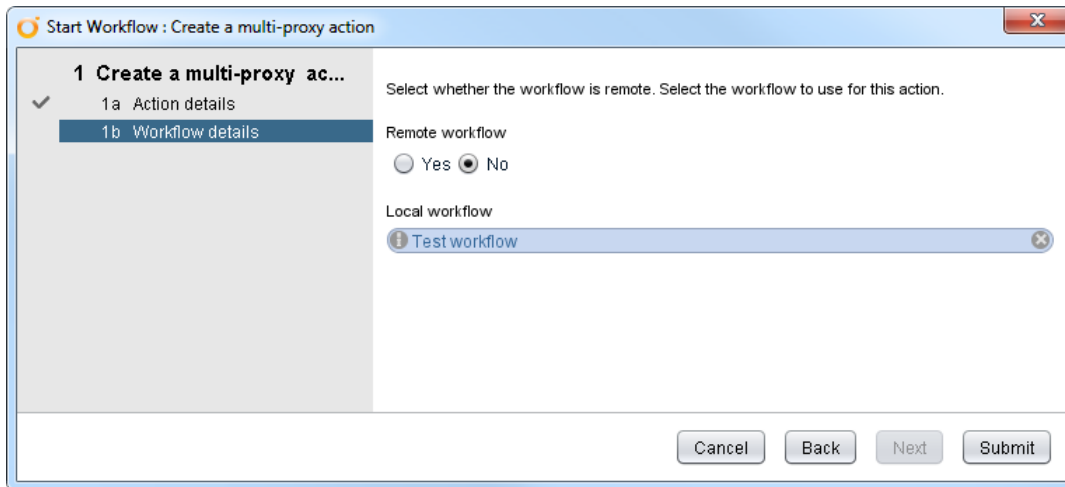 Start Workflow : Create a multi-proxy action
1 Create a multi-proxy ac...
1a Action details
1b Workflow details
Select whether the workflow is remote. Select the workflow to use for this action.
Remote workflow
Yes No
Local workflow
Test workflow
Cancel Back Next Submit